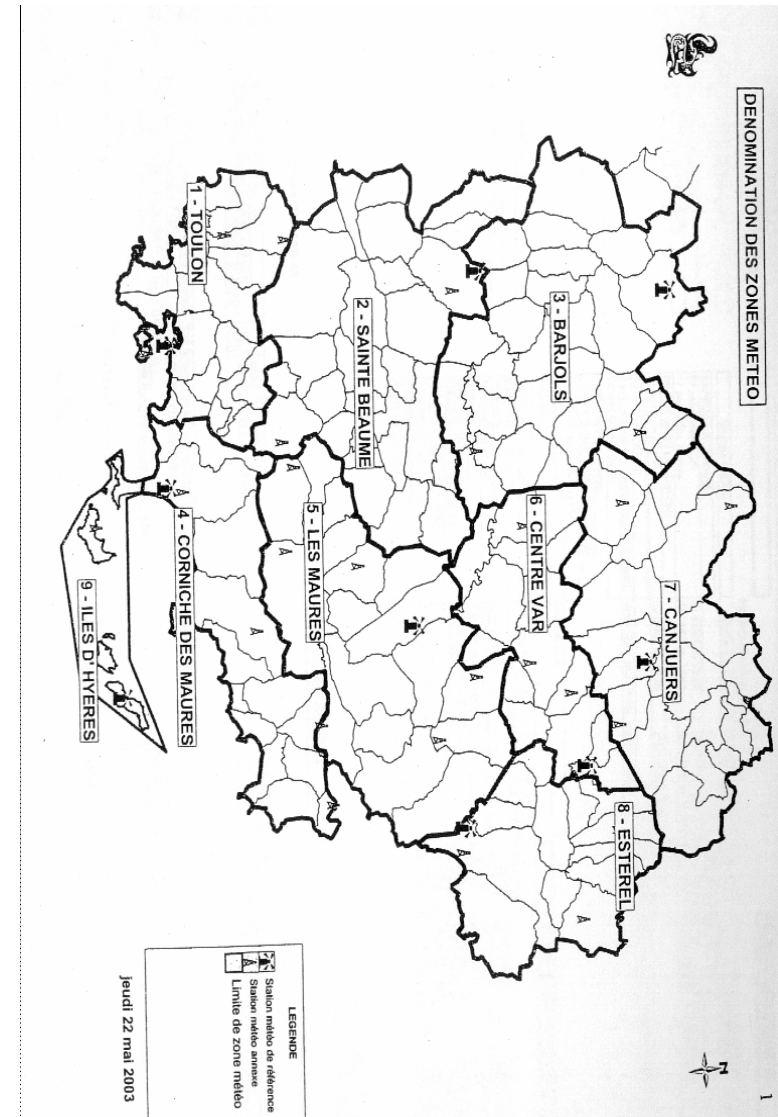 1
DENOMINATION DES ZONES METEO
N
7 - CANJUERS
8 - ESTEREL
3 - BARJOLS
6 - CENTRE VAR
2 - SAINTE BEAUME
5 - LES MAURES
1 - TOULON
4 - CORNICHE DES MAURES
9 - ILES D' HYERES
LEGENDE
Station météo de référence
Station météo annexe
Limite de zone météo
jeudi 22 mai 2003